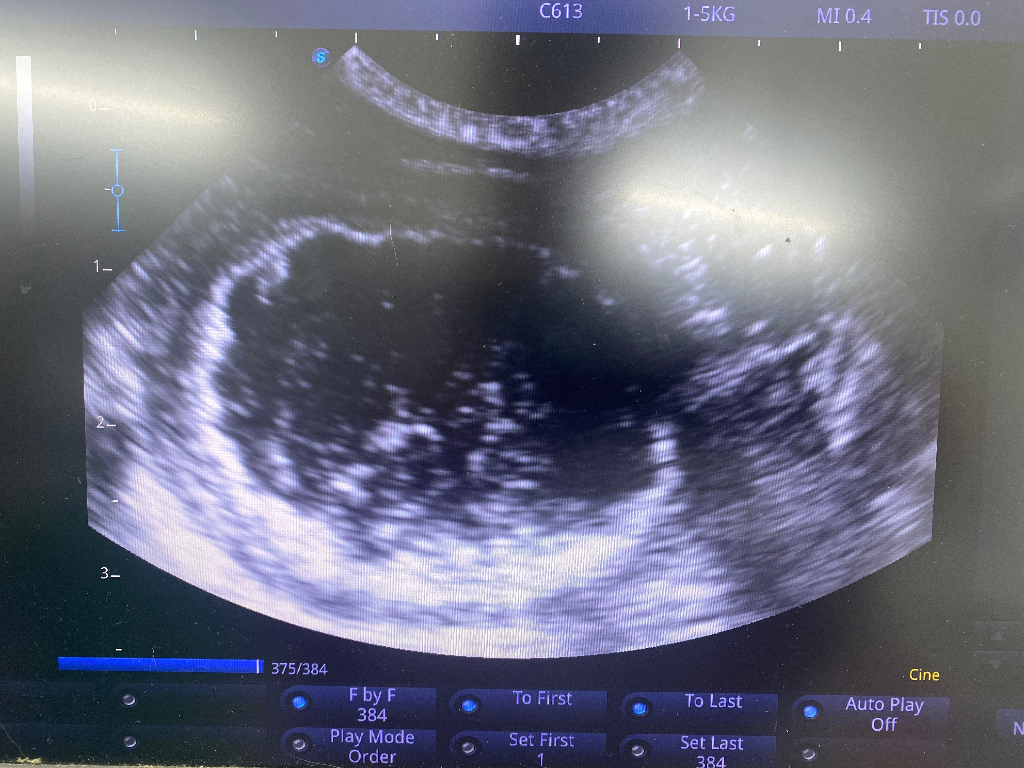 C613 1-5KG MI 0.4 TIS 0.0
S
0
1
2
3
375/384
Cine
F by F
384
To First
To Last
Auto Play
Off
Play Mode
Order
Set First
1
Set Last
384
N